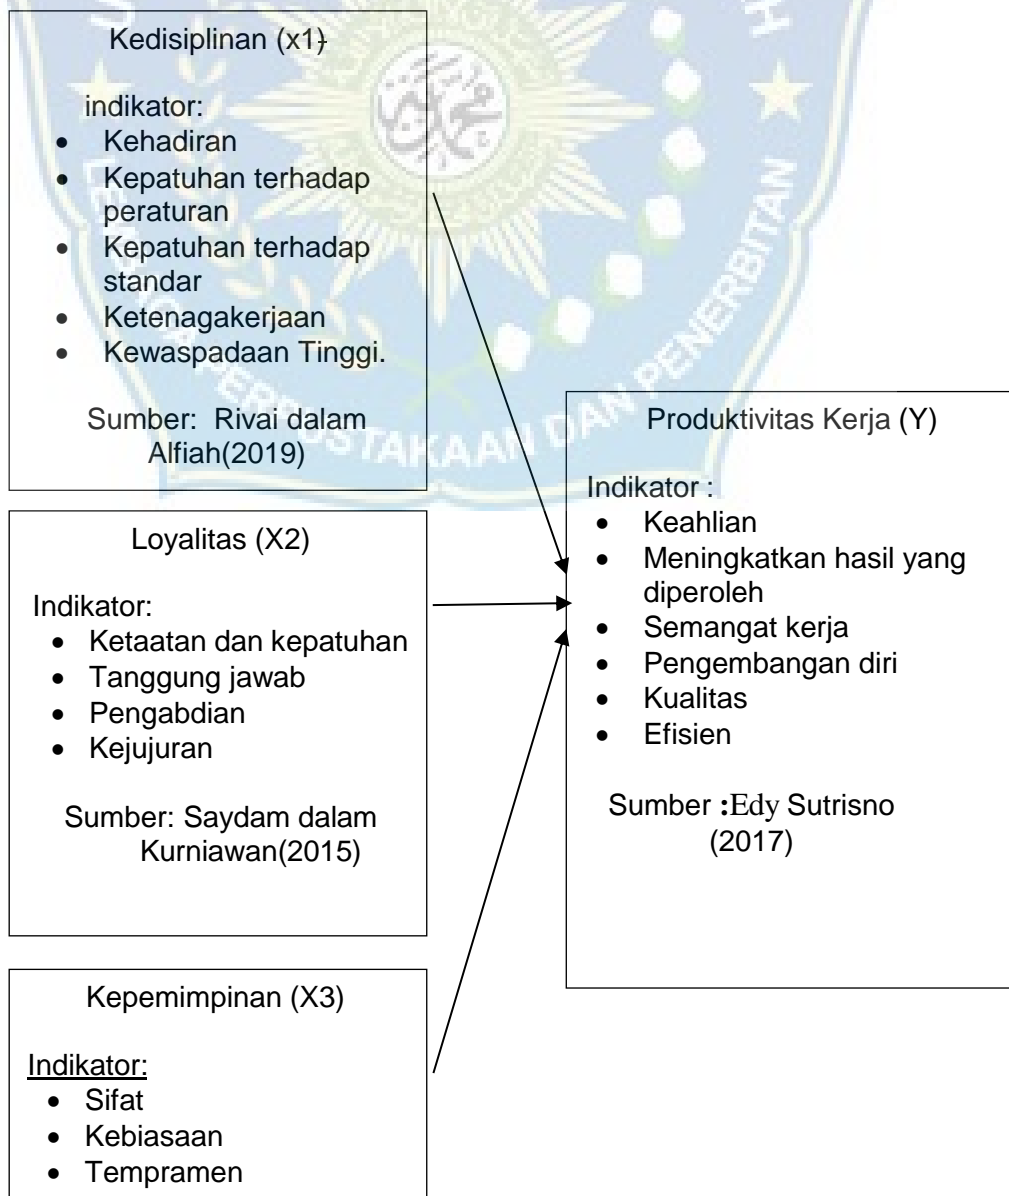 Kedisiplinan (x1)
indikator:
• Kehadiran
• Kepatuhan terhadap
peraturan
• Kepatuhan terhadap
standar
• Ketenagakerjaan
• Kewaspadaan Tinggi.
Sumber: Rivai dalam
Alfiah(2019)
Loyalitas (X2)
Indikator:
• Ketaatan dan kepatuhan
• Tanggung jawab
• Pengabdian
• Kejujuran
Sumber: Saydam dalam
Kurniawan(2015)
Kepemimpinan (X3)
Indikator:
• Sifat
• Kebiasaan
• Tempramen
Produktivitas Kerja (Y)
Indikator :
• Keahlian
• Meningkatkan hasil yang
diperoleh
• Semangat kerja
• Pengembangan diri
• Kualitas
• Efisien
Sumber :Edy Sutrisno
(2017)
PERPUSTAKAAN DAN PENERBITAN